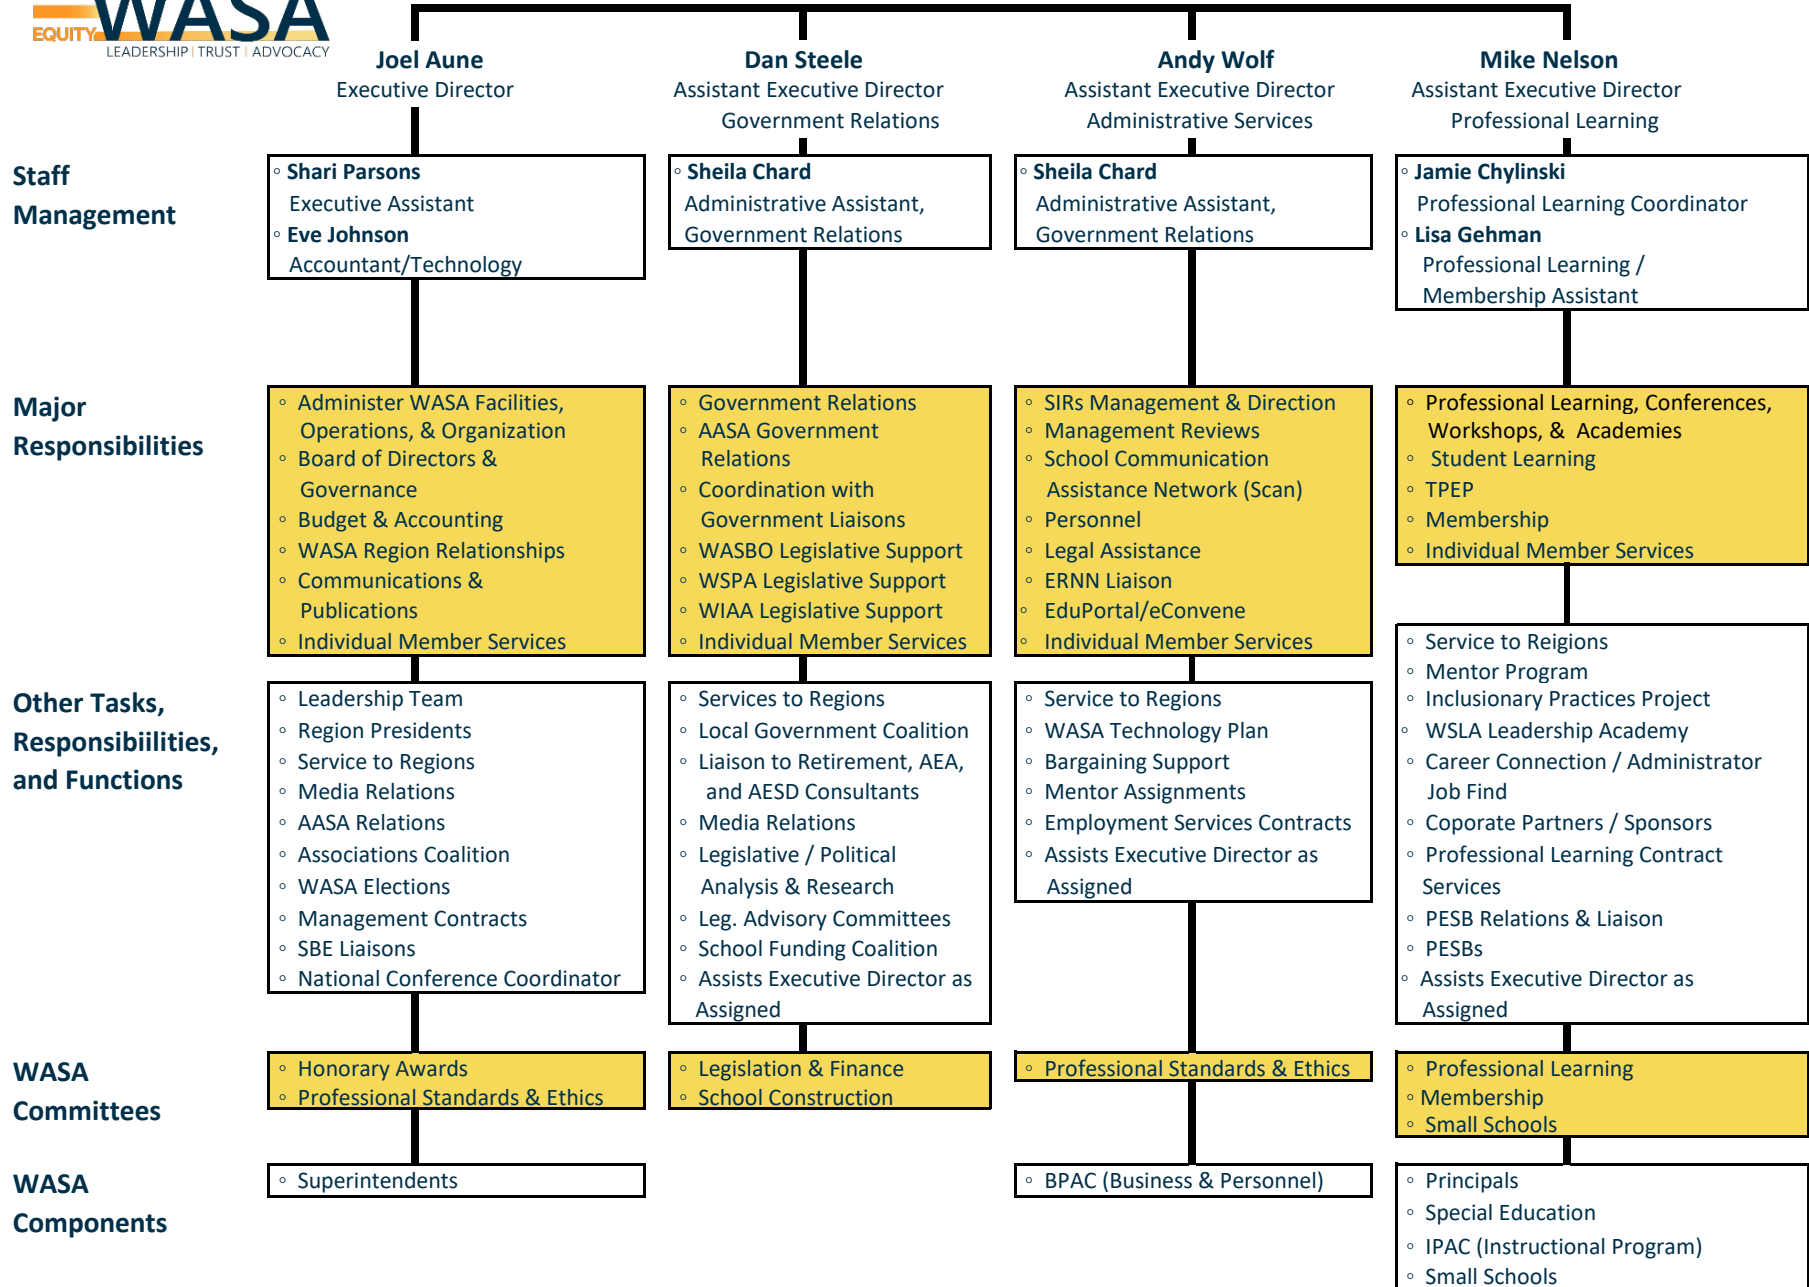 WASA
EQUITY
LEADERSHIP | TRUST | ADVOCACY
Joel Aune
Executive Director
Dan Steele
Assistant Executive Director
Government Relations
Andy Wolf
Assistant Executive Director
Administrative Services
Mike Nelson
Assistant Executive Director
Professional Learning
Staff
Management
◦ Shari Parsons
Executive Assistant
◦ Eve Johnson
Accountant/Technology
◦ Sheila Chard
Administrative Assistant,
Government Relations
◦ Sheila Chard
Administrative Assistant,
Government Relations
◦ Jamie Chylinski
Professional Learning Coordinator
◦ Lisa Gehman
Professional Learning /
Membership Assistant
Major
Responsibilities
◦ Administer WASA Facilities,
Operations, & Organization
◦ Board of Directors &
Governance
◦ Budget & Accounting
◦ WASA Region Relationships
◦ Communications &
Publications
◦ Individual Member Services
◦ Government Relations
◦ AASA Government
Relations
◦ Coordination with
Government Liaisons
◦ WASBO Legislative Support
◦ WSPA Legislative Support
◦ WIAA Legislative Support
◦ Individual Member Services
◦ SIRs Management & Direction
◦ Management Reviews
◦ School Communication
Assistance Network (Scan)
◦ Personnel
◦ Legal Assistance
◦ ERNN Liaison
◦ EduPortal/eConvene
◦ Individual Member Services
◦ Professional Learning, Conferences,
Workshops, & Academies
◦ Student Learning
◦ TPEP
◦ Membership
◦ Individual Member Services
Other Tasks,
Responsibiilities,
and Functions
◦ Leadership Team
◦ Region Presidents
◦ Service to Regions
◦ Media Relations
◦ AASA Relations
◦ Associations Coalition
◦ WASA Elections
◦ Management Contracts
◦ SBE Liaisons
◦ National Conference Coordinator
◦ Services to Regions
◦ Local Government Coalition
◦ Liaison to Retirement, AEA,
and AESD Consultants
◦ Media Relations
◦ Legislative / Political
Analysis & Research
◦ Leg. Advisory Committees
◦ School Funding Coalition
◦ Assists Executive Director as
Assigned
◦ Service to Regions
◦ WASA Technology Plan
◦ Bargaining Support
◦ Mentor Assignments
◦ Employment Services Contracts
◦ Assists Executive Director as
Assigned
◦ Service to Reigions
◦ Mentor Program
◦ Inclusionary Practices Project
◦ WSLA Leadership Academy
◦ Career Connection / Administrator
Job Find
◦ Coporate Partners / Sponsors
◦ Professional Learning Contract
Services
◦ PESB Relations & Liaison
◦ PESBs
◦ Assists Executive Director as
Assigned
WASA
Committees
◦ Honorary Awards
◦ Professional Standards & Ethics
◦ Legislation & Finance
◦ School Construction
◦ Professional Standards & Ethics
◦ Professional Learning
◦ Membership
◦ Small Schools
WASA
Components
◦ Superintendents
◦ BPAC (Business & Personnel)
◦ Principals
◦ Special Education
◦ IPAC (Instructional Program)
◦ Small Schools